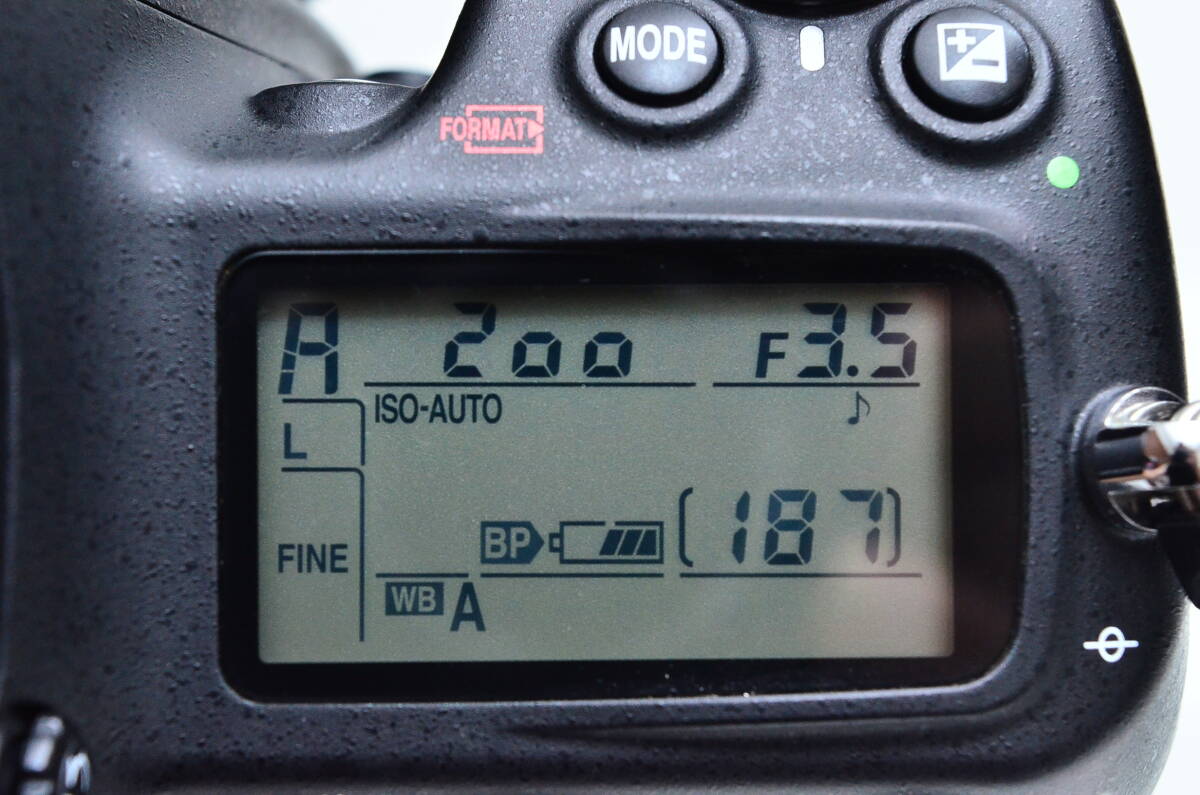 MODE
FORMAT
A 200 F3.5
ISO-AUTO
L
FINE
BP [187]
WB A